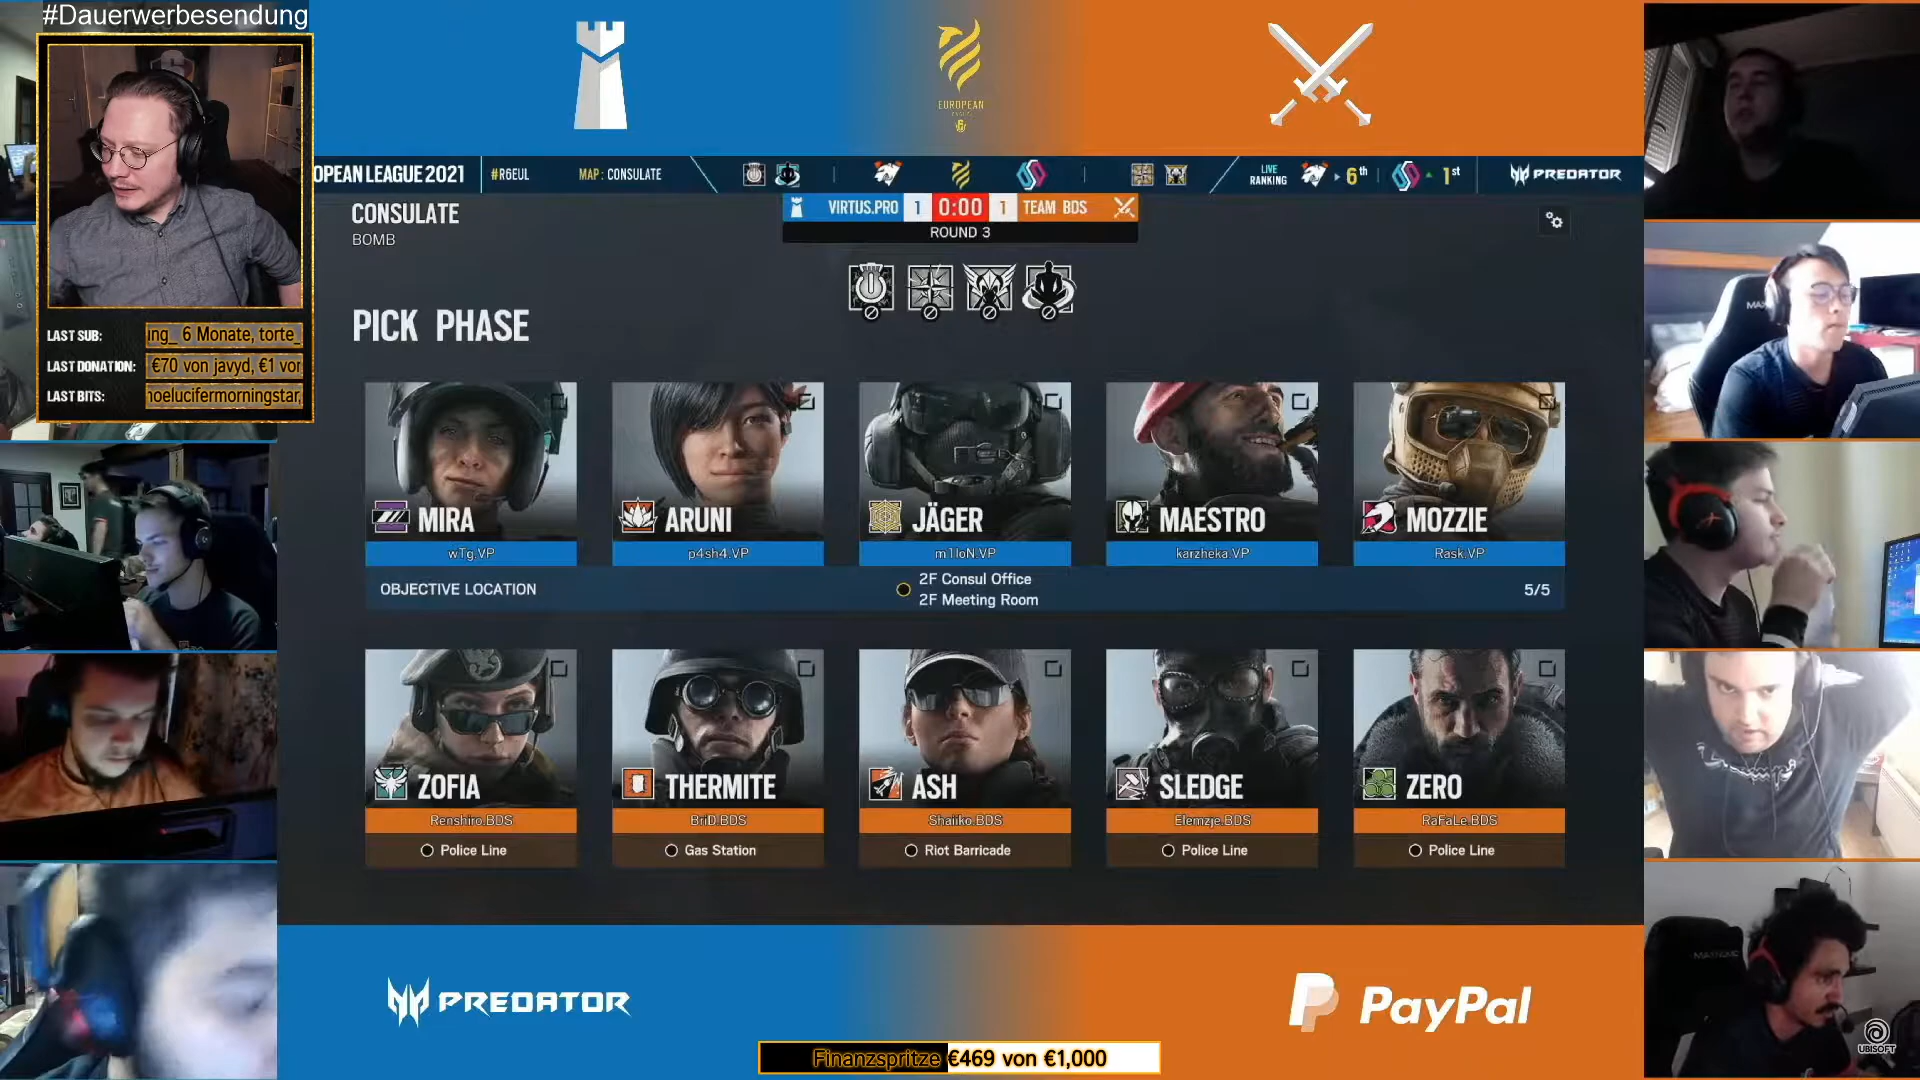 #Dauerwerbesendung
LAST SUB: ing_ 6 Monate, torte_
LAST DONATION: €70 von javyd, €1 vor
LAST BITS: noelucifermorningstar,
EUROPEAN
OPEAN LEAGUE 2021
#R6EUL
MAP: CONSULATE
LIVE RANKING
6th
1st
PREDATOR
CONSULATE
BOMB
VIRTUS.PRO 1 0:00 1 TEAM BDS
ROUND 3
PICK PHASE
MIRA
ARUNI
JÄGER
MAESTRO
MOZZIE
wTg.VP
p4sh4.VP
m1loN.VP
karzheka.VP
Rask.VP
OBJECTIVE LOCATION
2F Consul Office
2F Meeting Room
5/5
ZOFIA
THERMITE
ASH
SLEDGE
ZERO
Renshiro.BDS
BriD.BDS
Shaiiko.BDS
Elemzje.BDS
RaFaLe.BDS
Police Line
Gas Station
Riot Barricade
Police Line
Police Line
PREDATOR
PayPal
Finanzspritze €469 von €1,000
UBISOFT